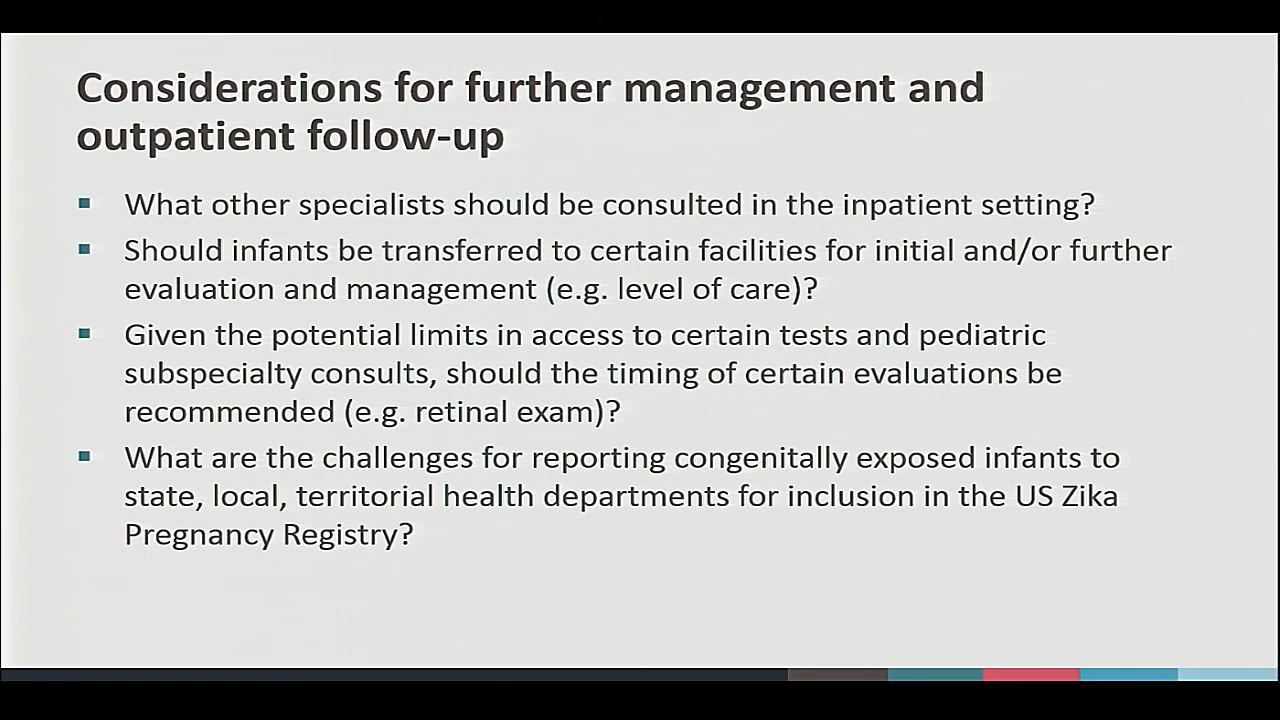 Considerations for further management and
outpatient follow-up
▪ What other specialists should be consulted in the inpatient setting?
▪ Should infants be transferred to certain facilities for initial and/or further
evaluation and management (e.g. level of care)?
▪ Given the potential limits in access to certain tests and pediatric
subspecialty consults, should the timing of certain evaluations be
recommended (e.g. retinal exam)?
▪ What are the challenges for reporting congenitally exposed infants to
state, local, territorial health departments for inclusion in the US Zika
Pregnancy Registry?